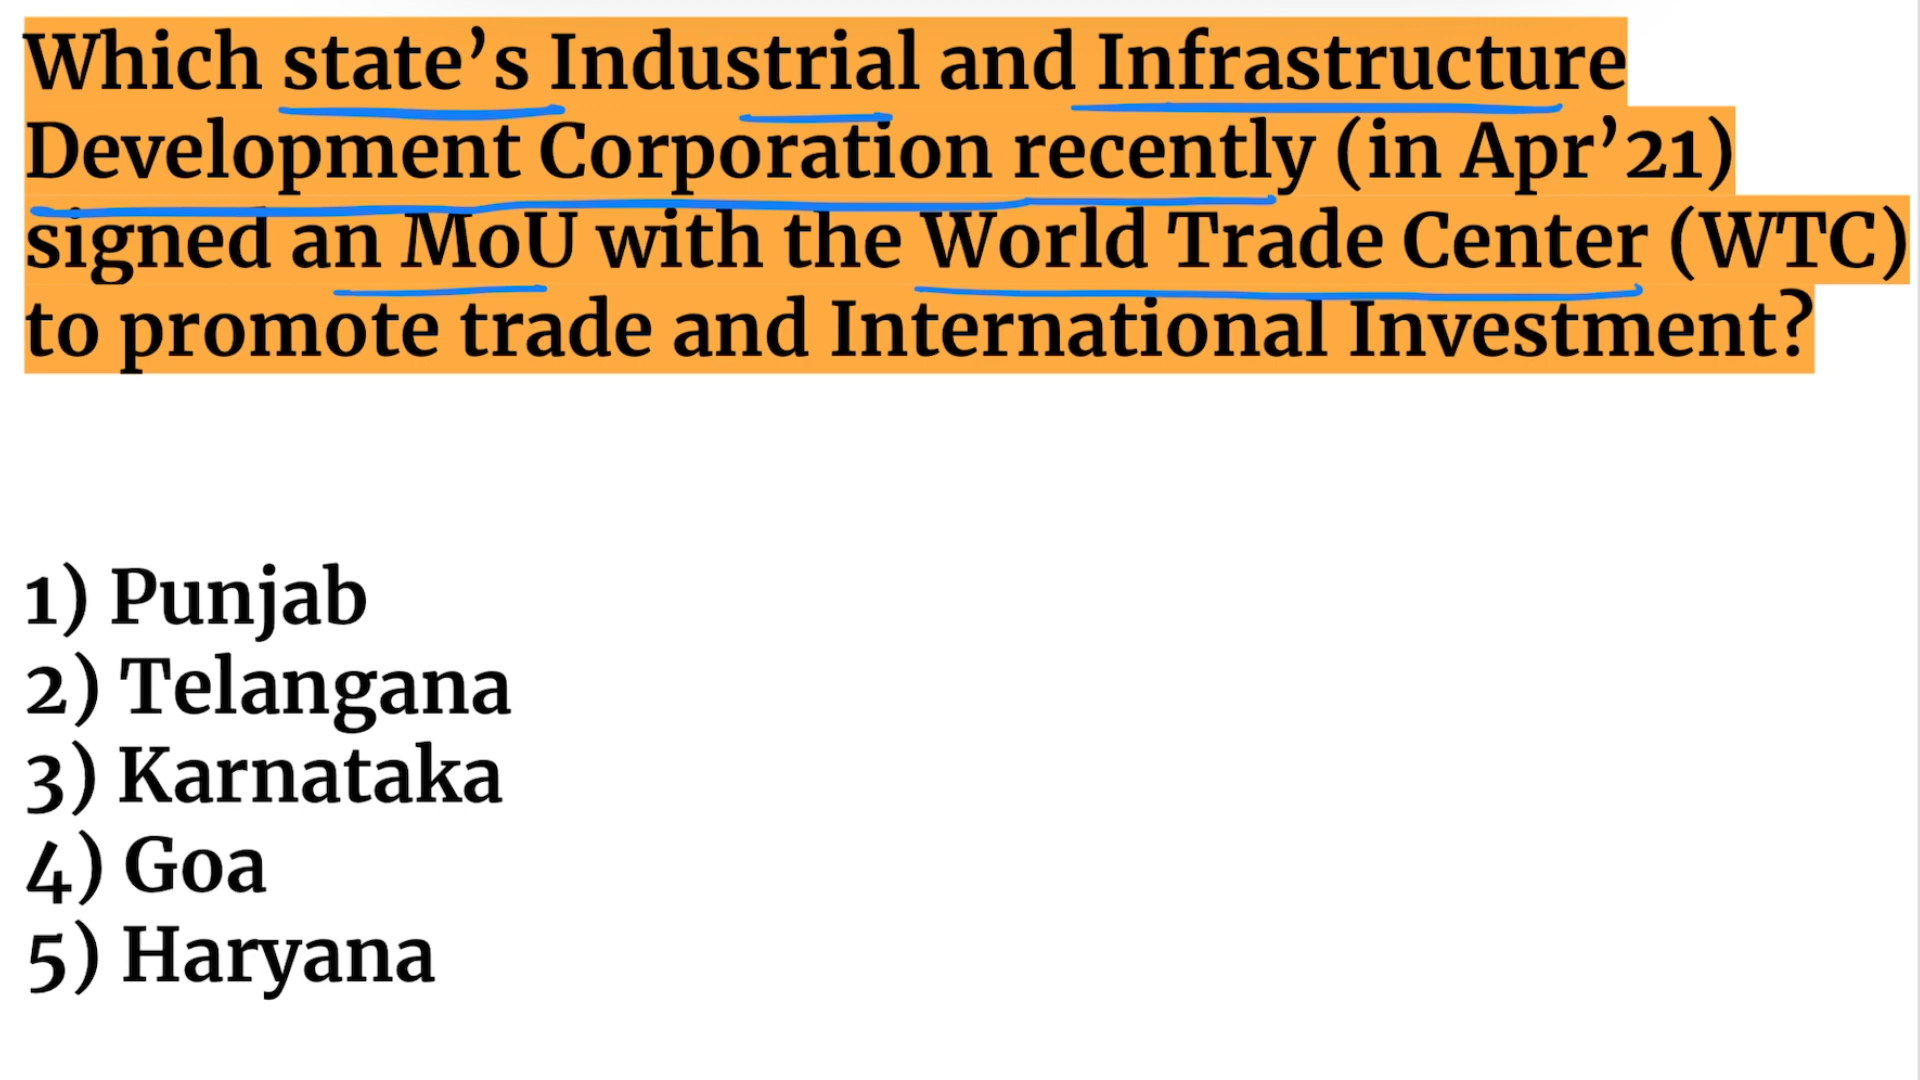 Which state’s Industrial and Infrastructure
Development Corporation recently (in Apr’21)
signed an MoU with the World Trade Center (WTC)
to promote trade and International Investment?
1) Punjab
2) Telangana
3) Karnataka
4) Goa
5) Haryana